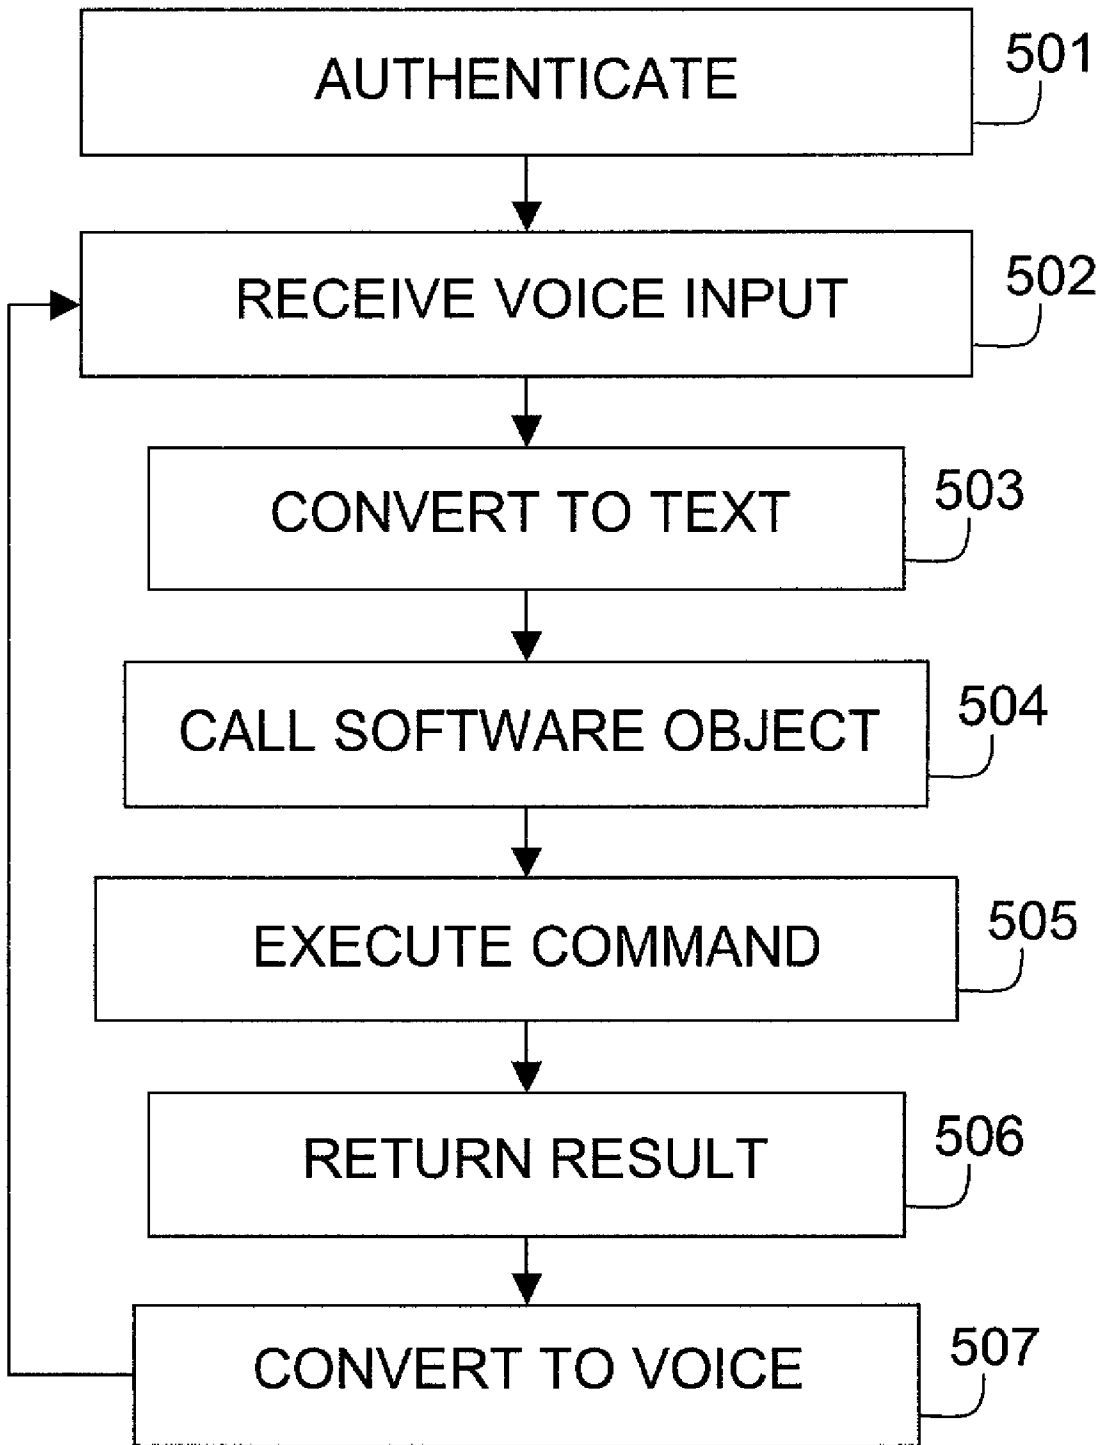 AUTHENTICATE
501
RECEIVE VOICE INPUT
502
CONVERT TO TEXT
503
CALL SOFTWARE OBJECT
504
EXECUTE COMMAND
505
RETURN RESULT
506
CONVERT TO VOICE
507